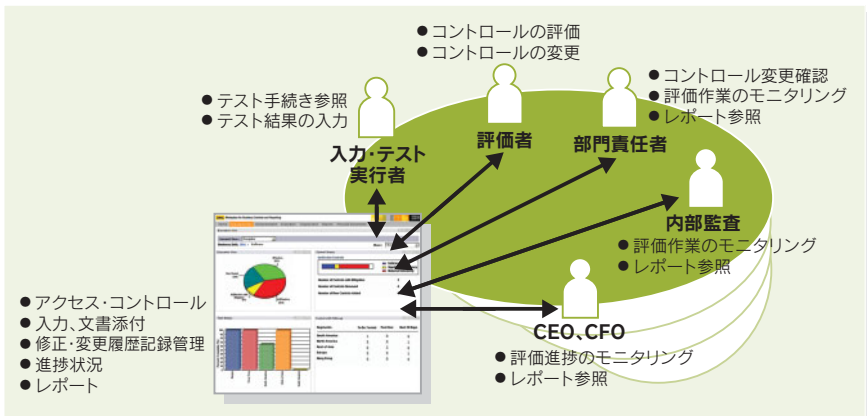 ● コントロールの評価
● コントロールの変更
● コントロール変更確認
● 評価作業のモニタリング
● レポート参照
● テスト手続き参照
● テスト結果の入力
入力・テスト
実行者
評価者
部門責任者
内部監査
● 評価作業のモニタリング
● レポート参照
● アクセス・コントロール
● 入力、文書添付
● 修正・変更履歴記録管理
● 進捗状況
● レポート
CEO、CFO
● 評価進捗のモニタリング
● レポート参照